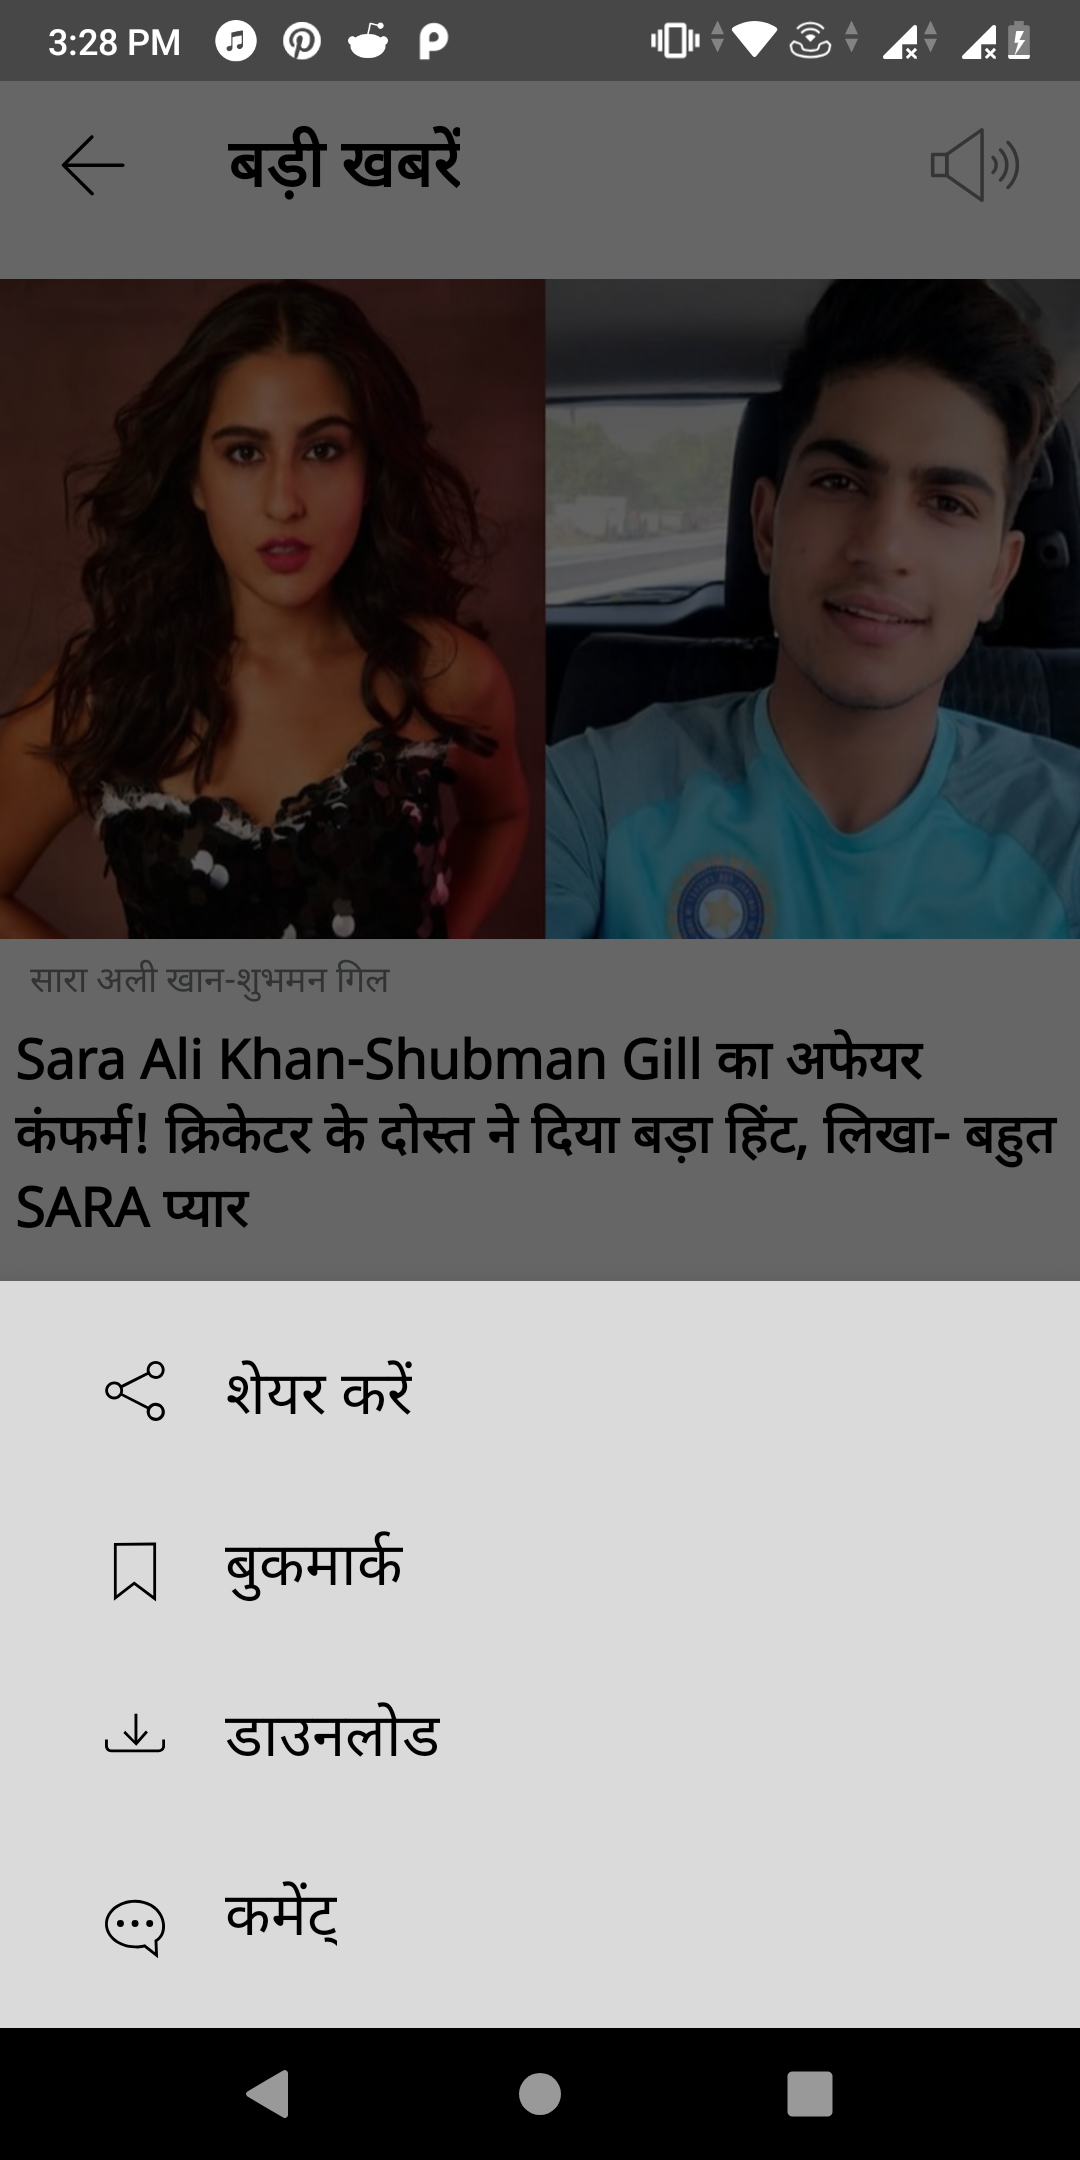 3:28 PM
बड़ी खबरें
सारा अली खान-शुभमन गिल
Sara Ali Khan-Shubman Gill का अफेयर
कंफर्म! क्रिकेटर के दोस्त ने दिया बड़ा हिंट, लिखा- बहुत
SARA प्यार
शेयर करें
बुकमार्क
डाउनलोड
कमेंट्